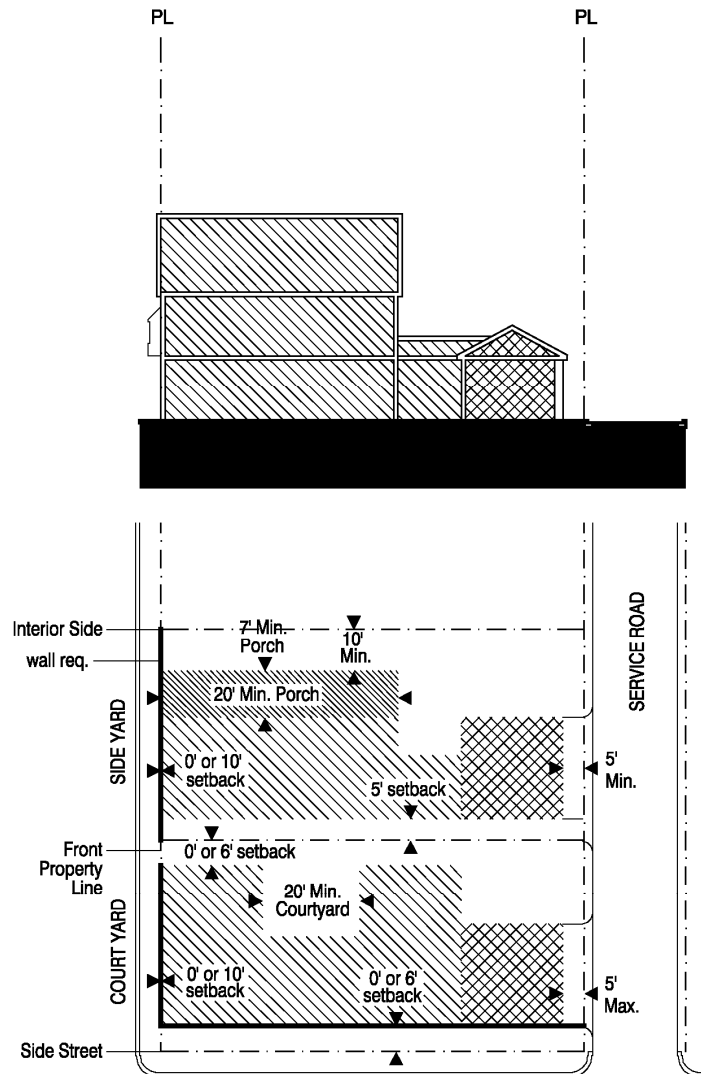 PL
PL
Interior Side
7' Min.
Porch
10'
Min.
wall req.
20' Min. Porch
SERVICE ROAD
SIDE YARD
0' or 10'
setback
5' setback
5'
Min.
Front
Property
Line
0' or 6' setback
20' Min.
Courtyard
COURT YARD
0' or 10'
setback
0' or 6'
setback
5'
Max.
Side Street